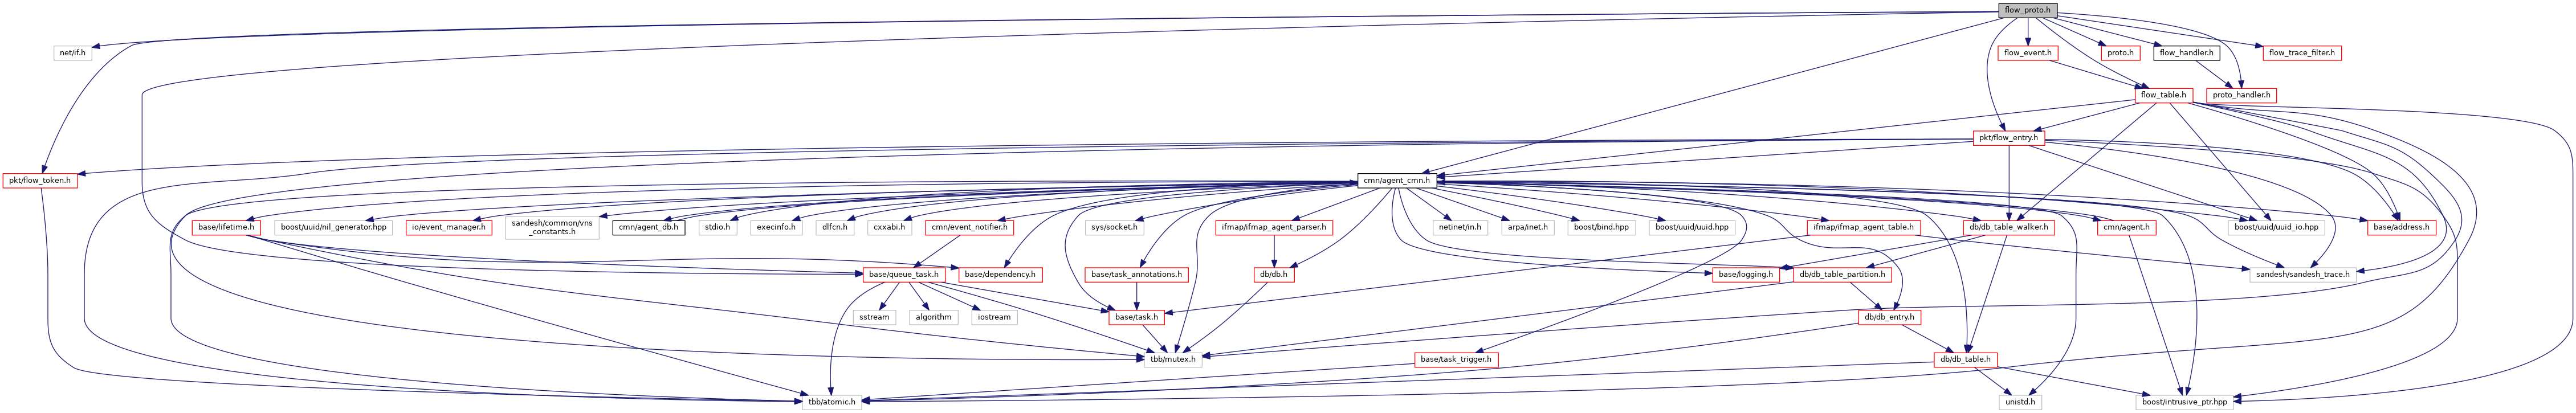 flow_proto.h
net/if.h
flow_event.h
proto.h
flow_handler.h
flow_trace_filter.h
flow_table.h
proto_handler.h
pkt/flow_entry.h
pkt/flow_token.h
cmn/agent_cmn.h
base/lifetime.h
boost/uuid/nil_generator.hpp
io/event_manager.h
sandesh/common/vns
_constants.h
cmn/agent_db.h
stdio.h
execinfo.h
dlfcn.h
cxxabi.h
cmn/event_notifier.h
sys/socket.h
ifmap/ifmap_agent_parser.h
netinet/in.h
arpa/inet.h
boost/bind.hpp
boost/uuid/uuid.hpp
ifmap/ifmap_agent_table.h
db/db_table_walker.h
cmn/agent.h
boost/uuid/uuid_io.hpp
base/address.h
base/queue_task.h
base/dependency.h
base/task_annotations.h
db/db.h
base/logging.h
db/db_table_partition.h
sandesh/sandesh_trace.h
sstream
algorithm
iostream
base/task.h
db/db_entry.h
tbb/mutex.h
base/task_trigger.h
db/db_table.h
tbb/atomic.h
unistd.h
boost/intrusive_ptr.hpp